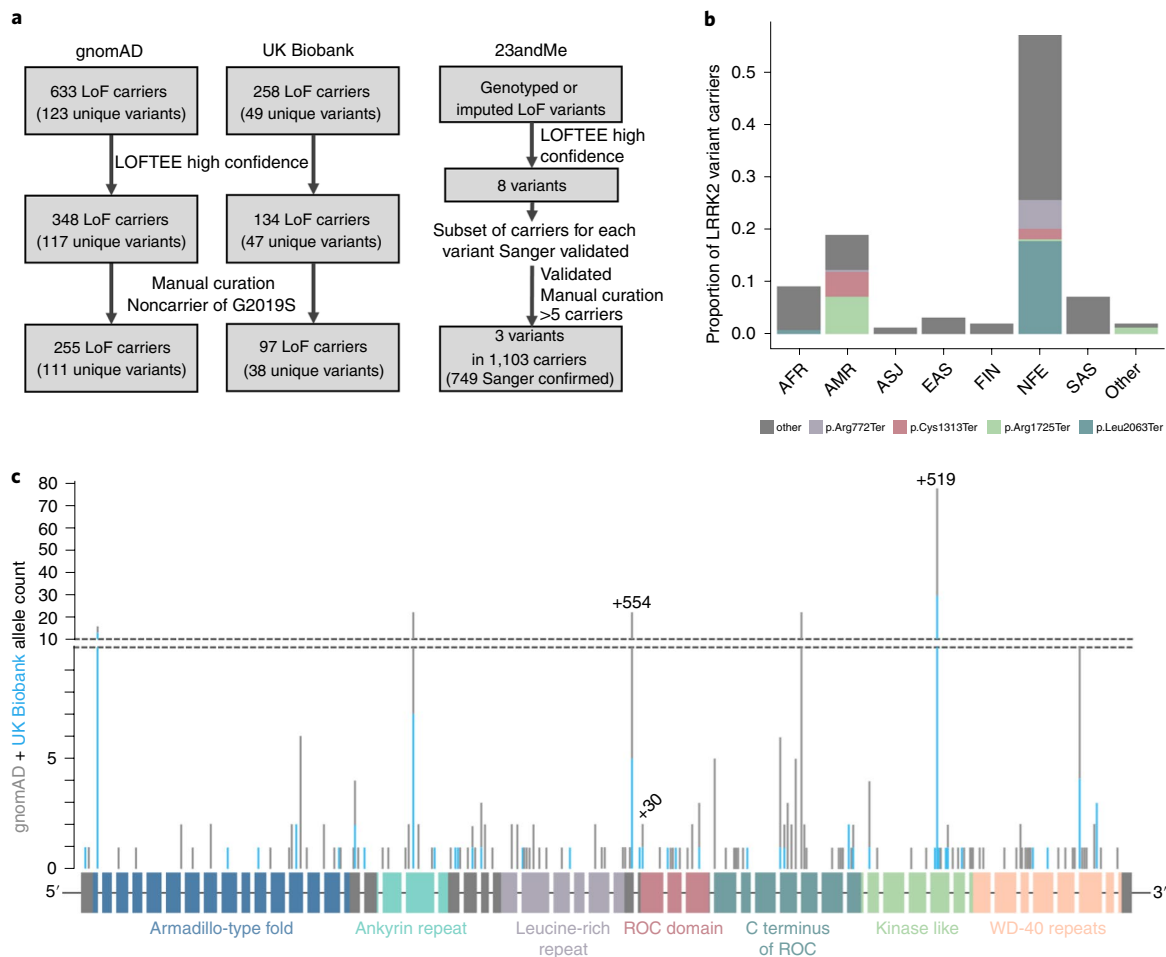 a
gnomAD
UK Biobank
23andMe
633 LoF carriers
(123 unique variants)
258 LoF carriers
(49 unique variants)
Genotyped or
imputed LoF variants
LOFTEE high confidence
LOFTEE high
confidence
348 LoF carriers
(117 unique variants)
134 LoF carriers
(47 unique variants)
8 variants
Subset of carriers for each
variant Sanger validated
Manual curation
Noncarrier of G2019S
Validated
Manual curation
>5 carriers
255 LoF carriers
(111 unique variants)
97 LoF carriers
(38 unique variants)
3 variants
in 1,103 carriers
(749 Sanger confirmed)
b
Proportion of LRRK2 variant carriers
0.5
0.4
0.3
0.2
0.1
0.0
AFR
AMR
ASJ
EAS
FIN
NFE
SAS
Other
other
p.Arg772Ter
p.Cys1313Ter
p.Arg1725Ter
p.Leu2063Ter
c
gnomAD + UK Biobank allele count
80
70
60
50
40
30
20
10
5
0
+554
+30
+519
5′
3′
Armadillo-type fold
Ankyrin repeat
Leucine-rich
repeat
ROC domain
C terminus
of ROC
Kinase like
WD-40 repeats